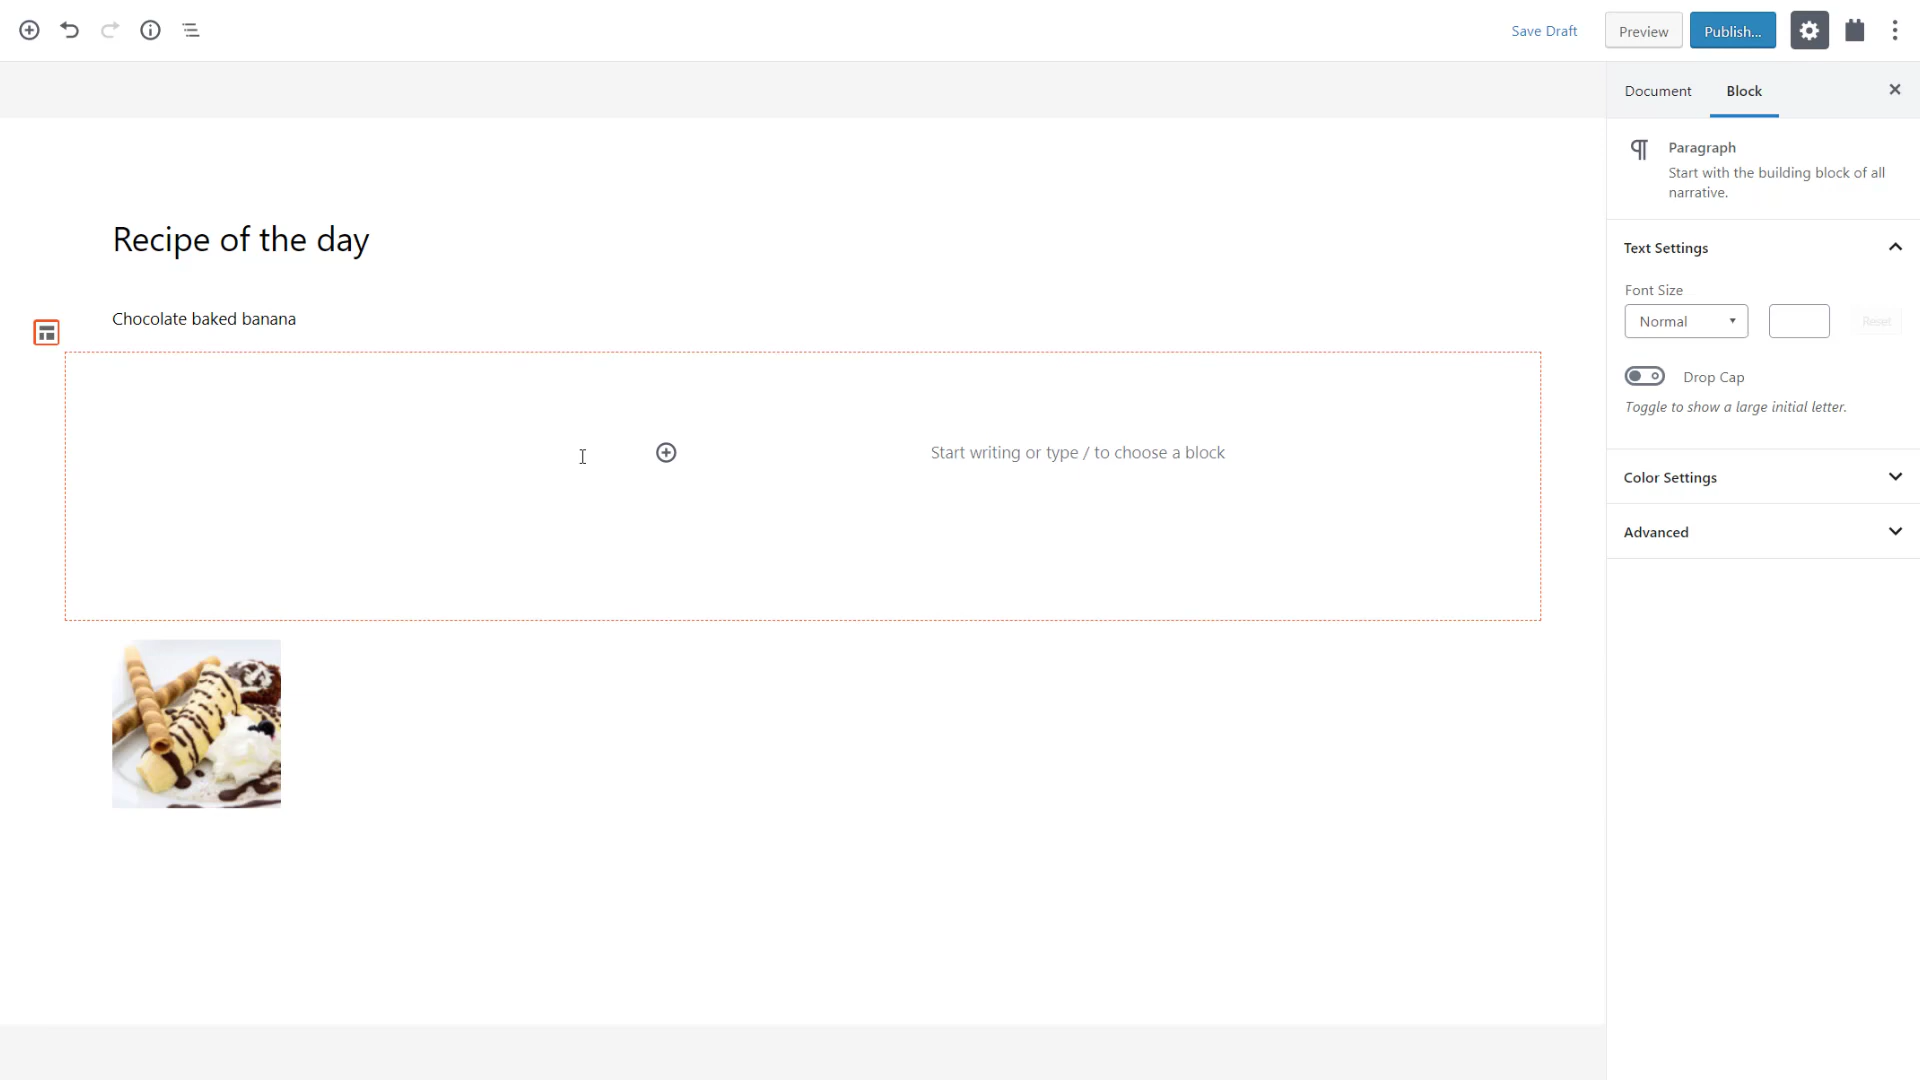 Save Draft
Preview
Publish...
Document
Block
Paragraph
Start with the building block of all
narrative.
Recipe of the day
Text Settings
Font Size
Normal
Reset
Chocolate baked banana
Drop Cap
Toggle to show a large initial letter.
Start writing or type / to choose a block
Color Settings
Advanced